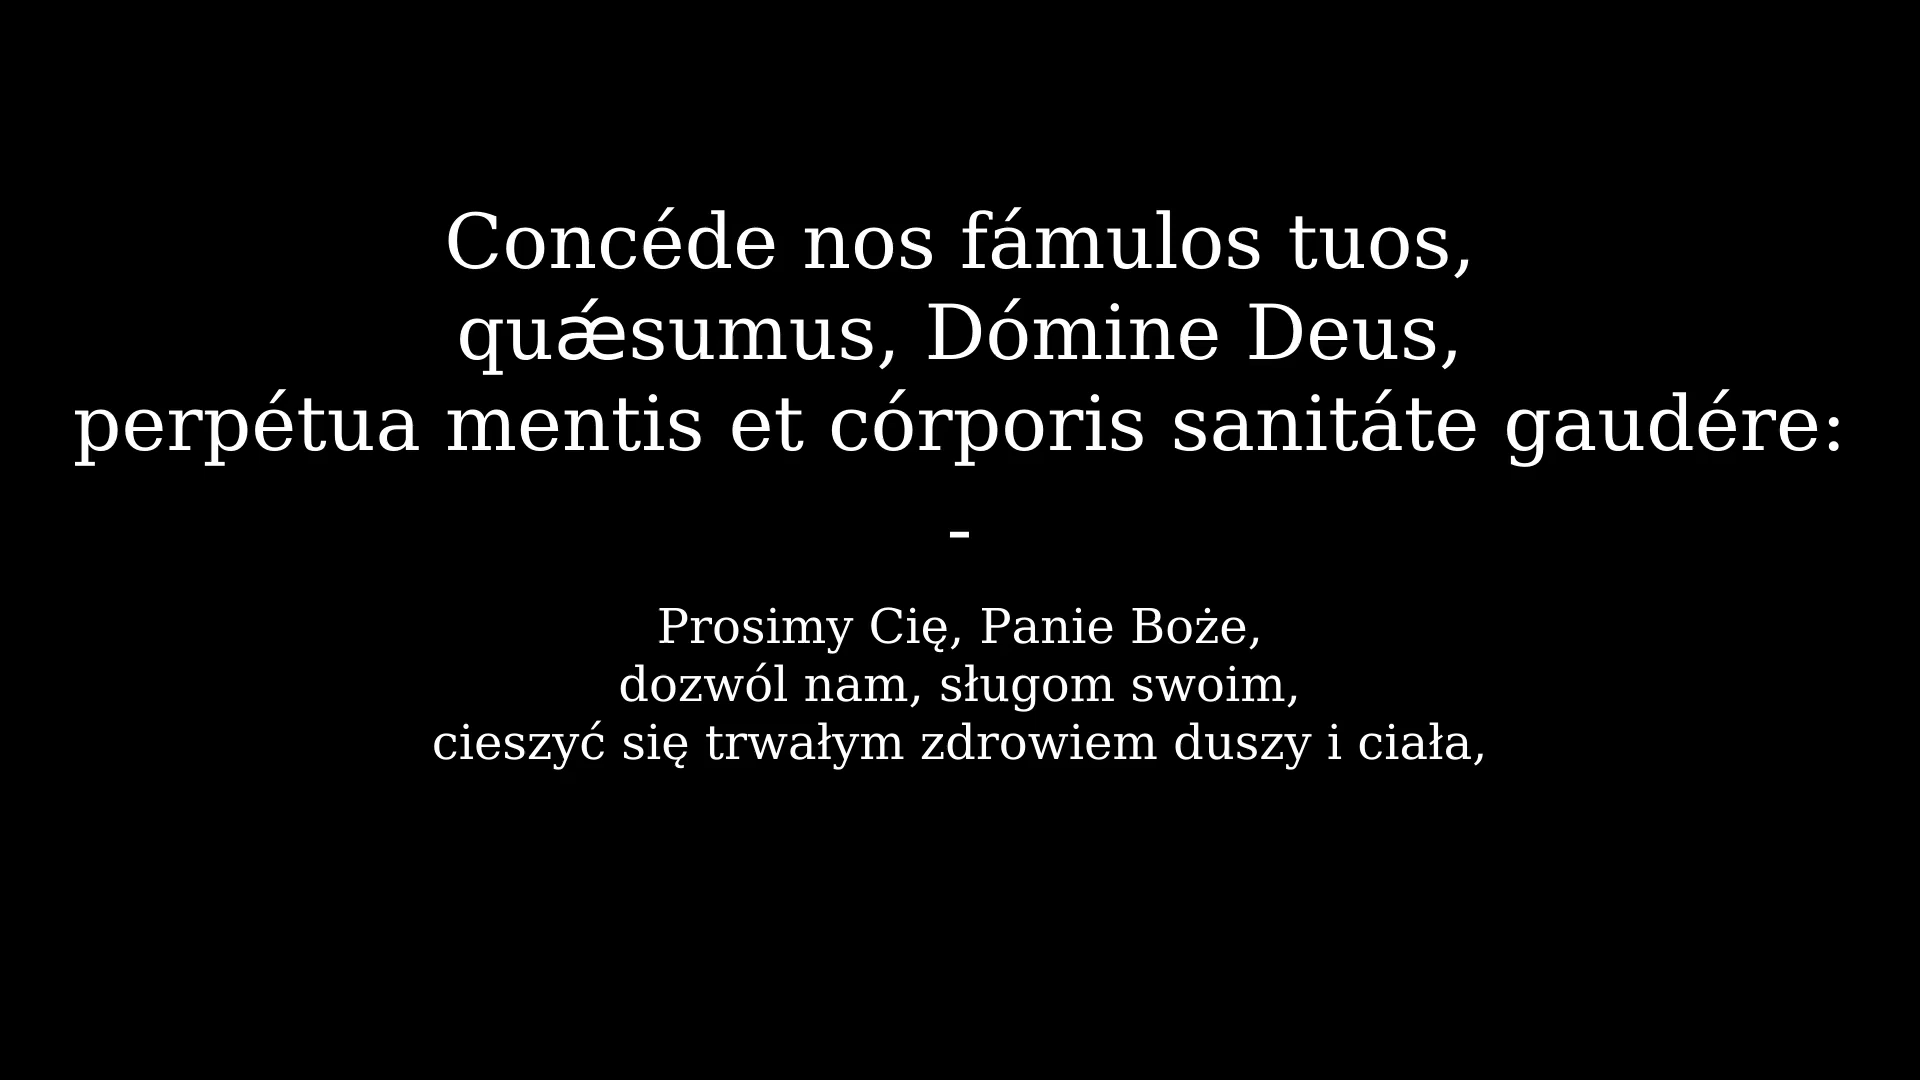 Concéde nos fámulos tuos,
quǽsumus, Dómine Deus,
perpétua mentis et córporis sanitáte gaudére:
-
Prosimy Cię, Panie Boże,
dozwól nam, sługom swoim,
cieszyć się trwałym zdrowiem duszy i ciała,